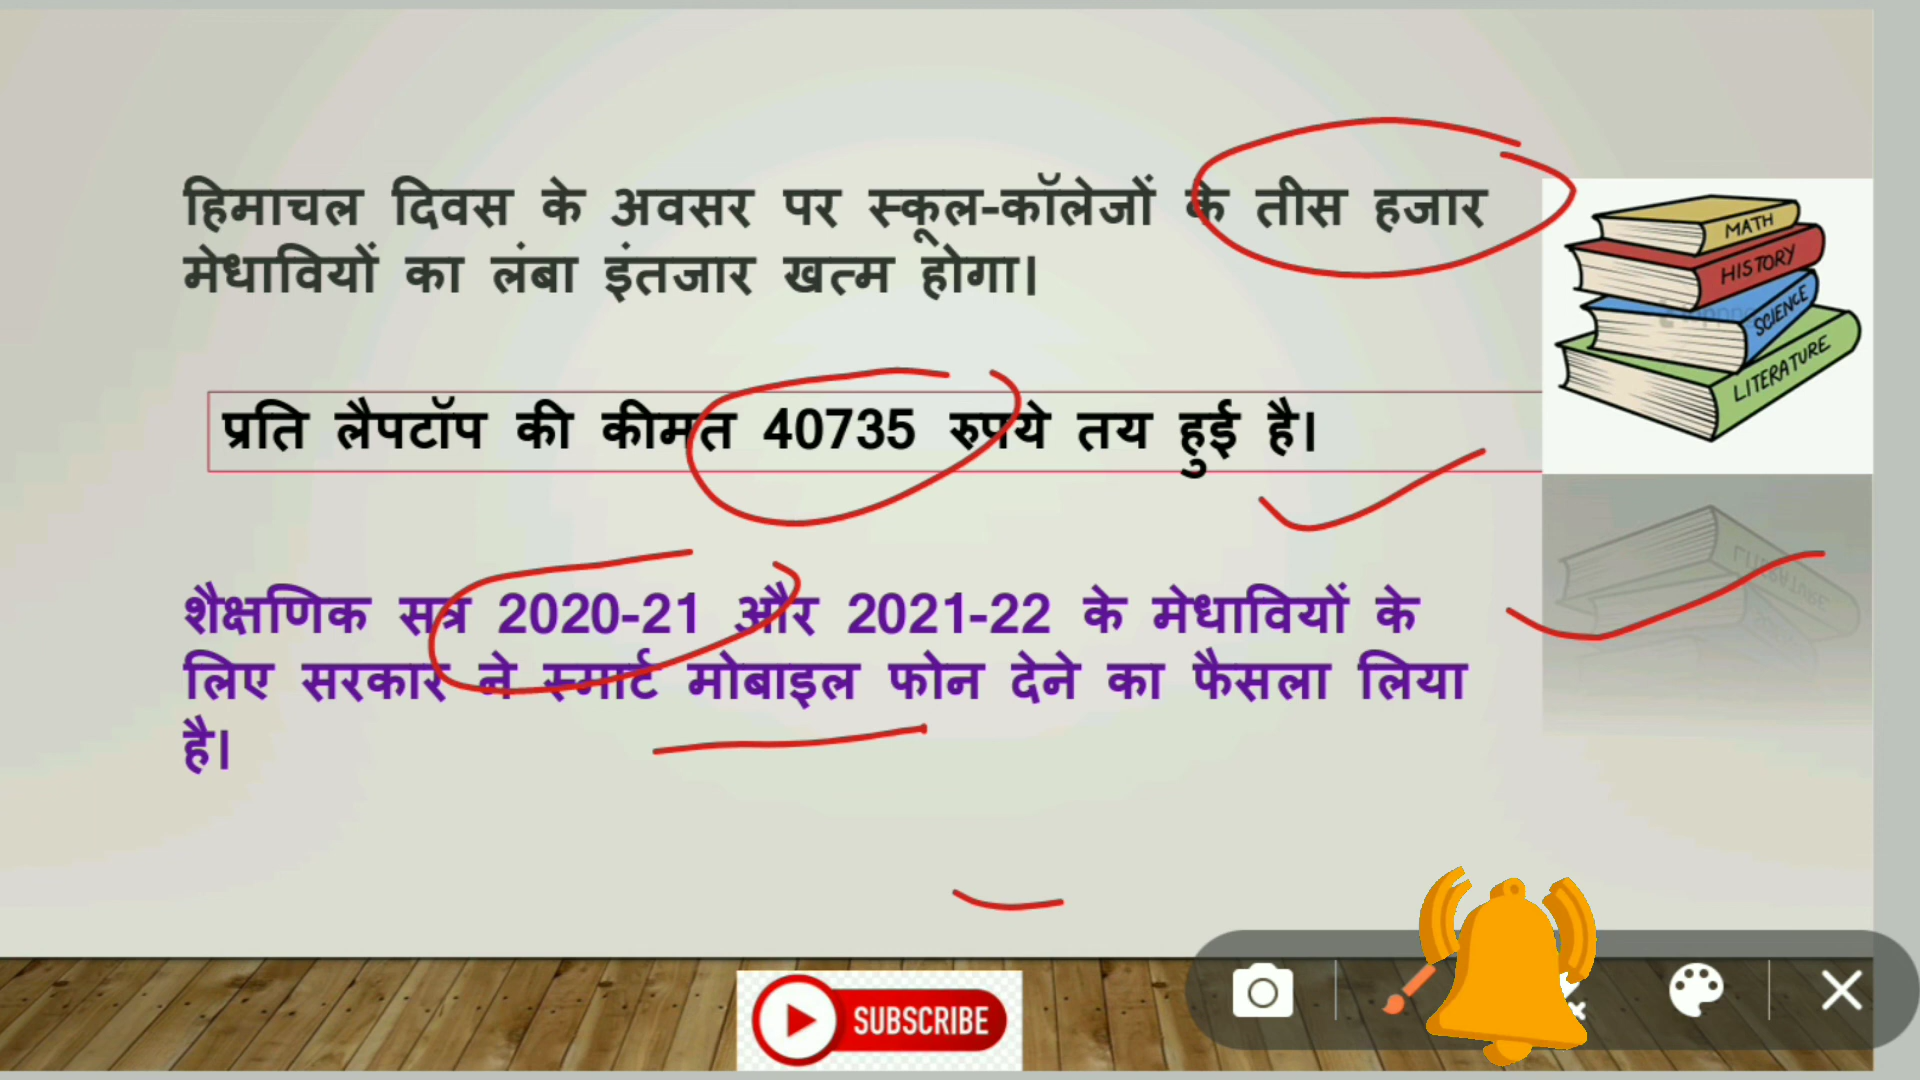 हिमाचल दिवस के अवसर पर स्कूल-कॉलेजों के तीस हजार
मेधावियों का लंबा इंतजार खत्म होगा।
MATH
HISTORY
SCIENCE
LITERATURE
प्रति लैपटॉप की कीमत 40735 रुपये तय हुई है।
शैक्षणिक सत्र 2020-21 और 2021-22 के मेधावियों के
लिए सरकार ने स्मार्ट मोबाइल फोन देने का फैसला लिया
है।
SUBSCRIBE